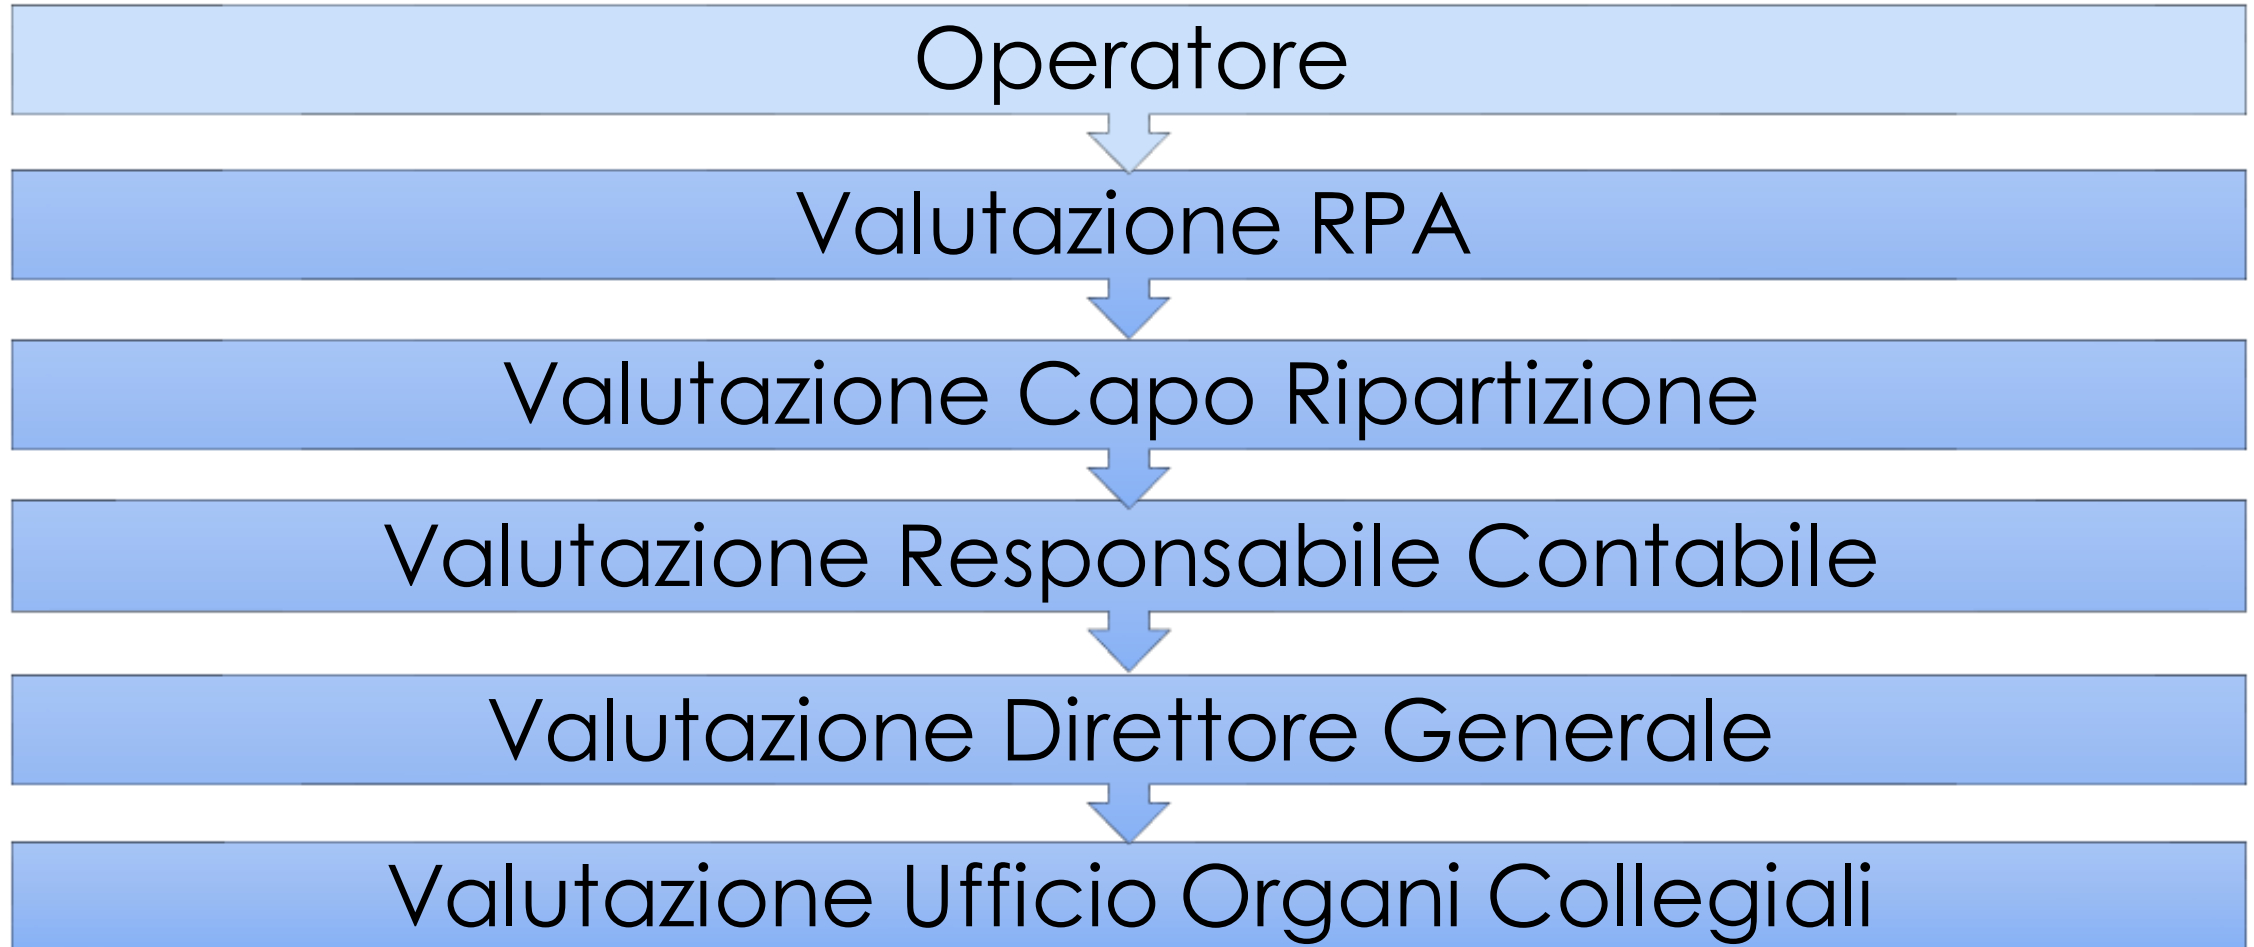 Operatore
Valutazione RPA
Valutazione Capo Ripartizione
Valutazione Responsabile Contabile
Valutazione Direttore Generale
Valutazione Ufficio Organi Collegiali